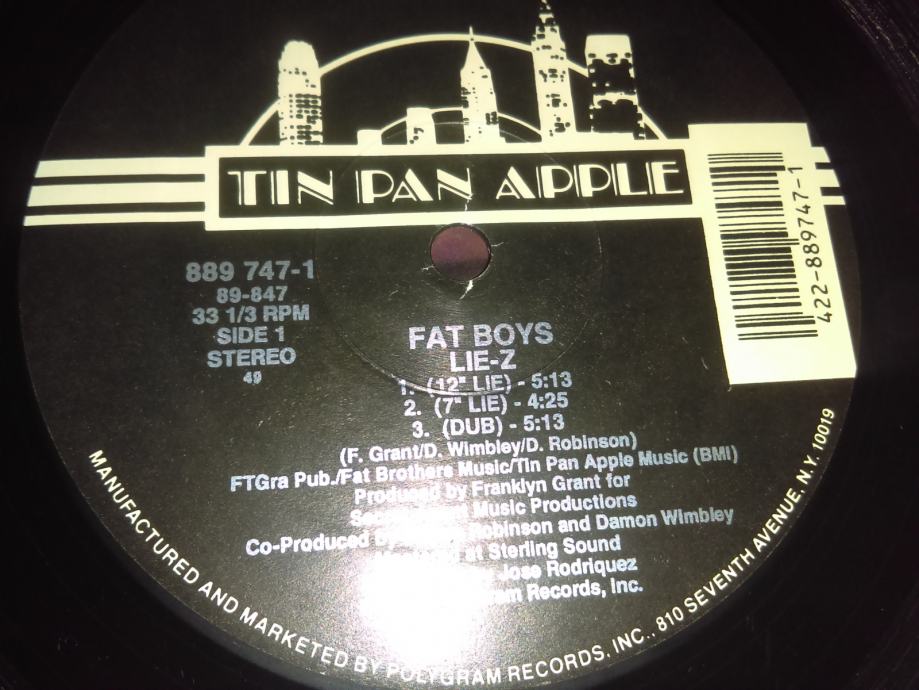 TIN PAN APPLE
422-889747-1
889 747-1
89-847
33 1/3 RPM
SIDE 1
STEREO
49
FAT BOYS
LIE-Z
1. (12" LIE) - 5:13
2. (7" LIE) - 4:25
3. (DUB) - 5:13
(F. Grant/D. Wimbley/D. Robinson)
FTGra Pub./Fat Brothers Music/Tin Pan Apple Music (BMI)
Produced by Franklyn Grant for
Music Productions
Co-Produced by Robinson and Damon Wimbley
at Sterling Sound
Jose Rodriquez
Records, Inc.
MANUFACTURED AND MARKETED BY POLYGRAM RECORDS, INC., 810 SEVENTH AVENUE, N.Y. 10019